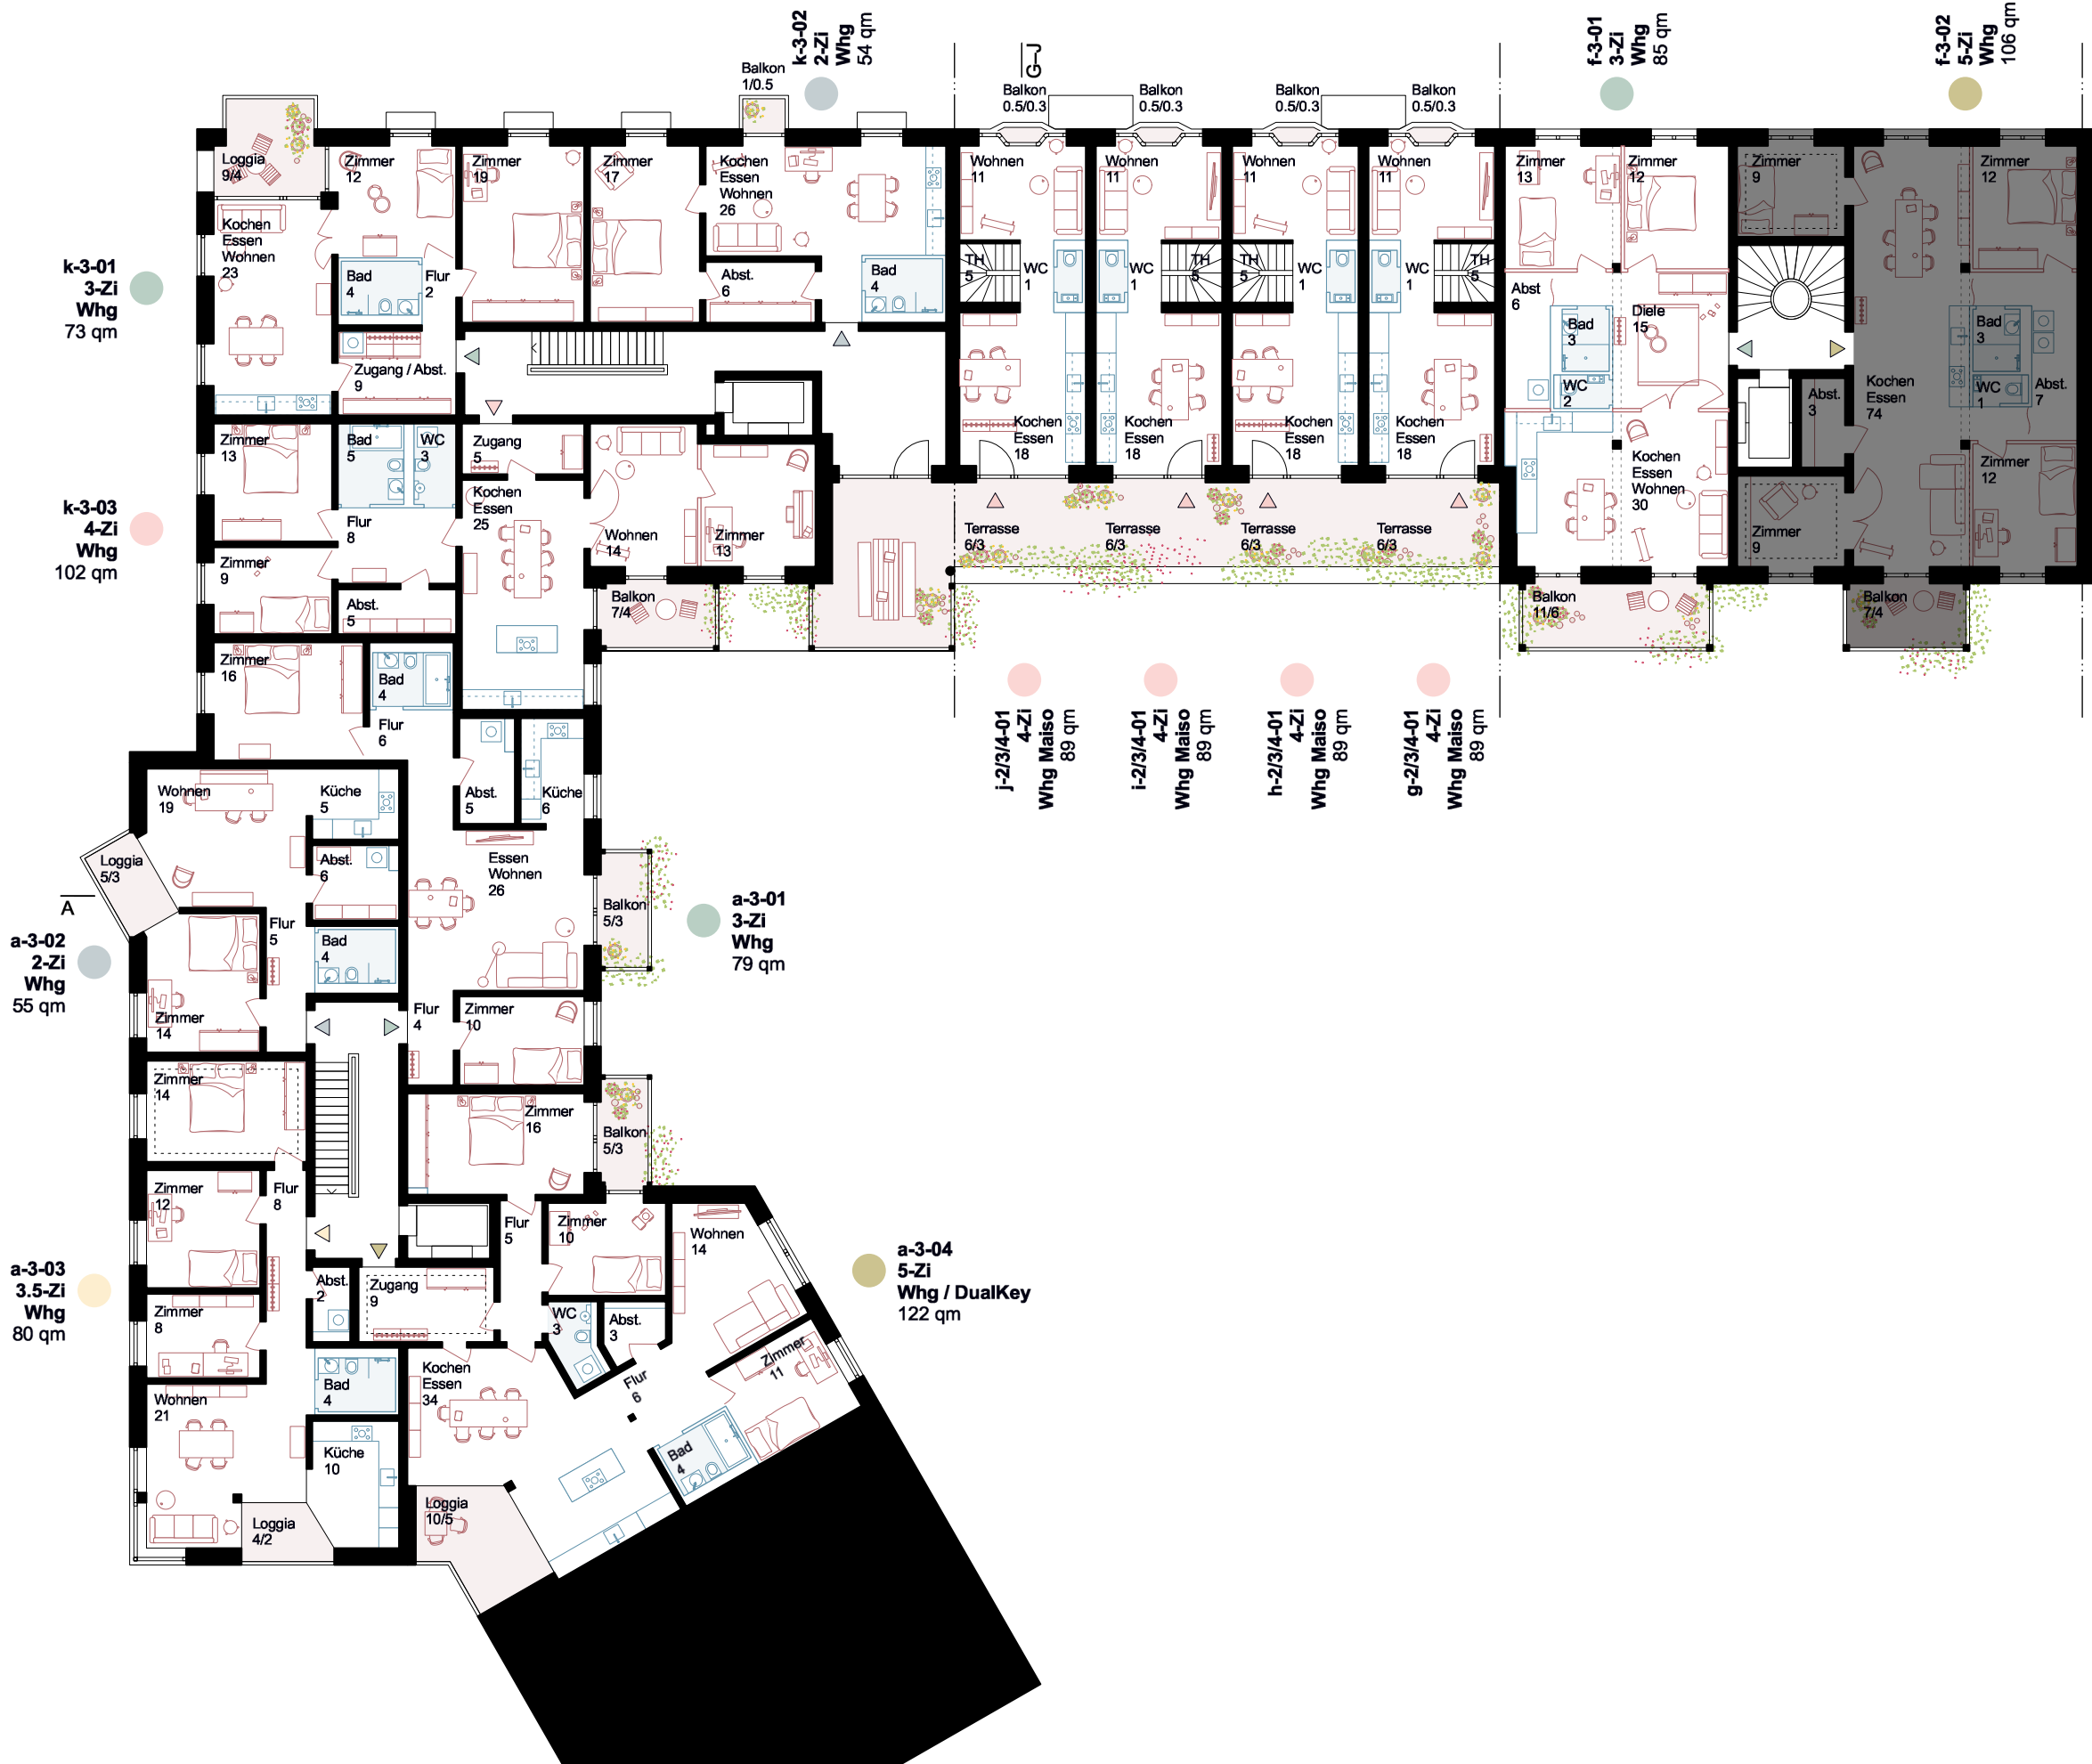 k-3-02
2-Zi
Whg
54 qm
f-3-01
3-Zi
Whg
85 qm
f-3-02
5-Zi
Whg
106 qm
G–J
Balkon
1/0.5
Balkon
0.5/0.3
Balkon
0.5/0.3
Balkon
0.5/0.3
Balkon
0.5/0.3
Loggia
9/4
Zimmer
12
Zimmer
19
Zimmer
17
Kochen
Essen
Wohnen
26
Wohnen
11
Wohnen
11
Wohnen
11
Wohnen
11
Zimmer
13
Zimmer
12
Zimmer
9
Zimmer
12
Kochen
Essen
Wohnen
23
k-3-01
3-Zi
Whg
73 qm
Bad
4
Flur
2
Abst.
6
Bad
4
TH
5
WC
1
WC
1
TH
5
TH
5
WC
1
WC
1
TH
5
Abst
6
Bad
3
Diele
15
WC
2
Bad
3
WC
1
Abst.
7
Kochen
Essen
74
Abst.
3
Zugang / Abst.
9
Zimmer
13
Bad
5
WC
3
Zugang
5
Kochen
Essen
25
Wohnen
14
Zimmer
13
Kochen
Essen
18
Kochen
Essen
18
Kochen
Essen
18
Kochen
Essen
18
Kochen
Essen
Wohnen
30
Zimmer
9
Zimmer
12
k-3-03
4-Zi
Whg
102 qm
Flur
8
Zimmer
9
Abst.
5
Terrasse
6/3
Terrasse
6/3
Terrasse
6/3
Terrasse
6/3
Balkon
7/4
Balkon
11/6
Balkon
7/4
Zimmer
16
Bad
4
Flur
6
j-2/3/4-01
4-Zi
Whg Maiso
89 qm
i-2/3/4-01
4-Zi
Whg Maiso
89 qm
h-2/3/4-01
4-Zi
Whg Maiso
89 qm
g-2/3/4-01
4-Zi
Whg Maiso
89 qm
Wohnen
19
Küche
5
Abst.
5
Küche
6
Loggia
5/3
Abst.
6
Essen
Wohnen
26
A
Balkon
5/3
a-3-01
3-Zi
Whg
79 qm
a-3-02
2-Zi
Whg
55 qm
Flur
5
Bad
4
Zimmer
14
Flur
4
Zimmer
10
Zimmer
14
Zimmer
16
Balkon
5/3
Zimmer
12
Flur
8
Flur
5
Zimmer
10
Wohnen
14
a-3-03
3.5-Zi
Whg
80 qm
a-3-04
5-Zi
Whg / DualKey
122 qm
Abst.
2
Zugang
9
Zimmer
8
WC
3
Abst.
3
Zimmer
11
Bad
4
Kochen
Essen
34
Flur
6
Wohnen
21
Küche
10
Bad
4
Loggia
4/2
Loggia
10/5